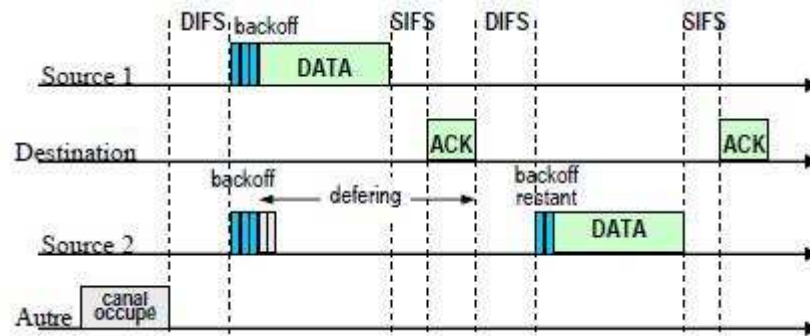 DIFS backoff SIFS DIFS SIFS
Source 1 DATA
Destination ACK ACK
backoff defering backoff
restant
Source 2 DATA
Autre canal
occupé